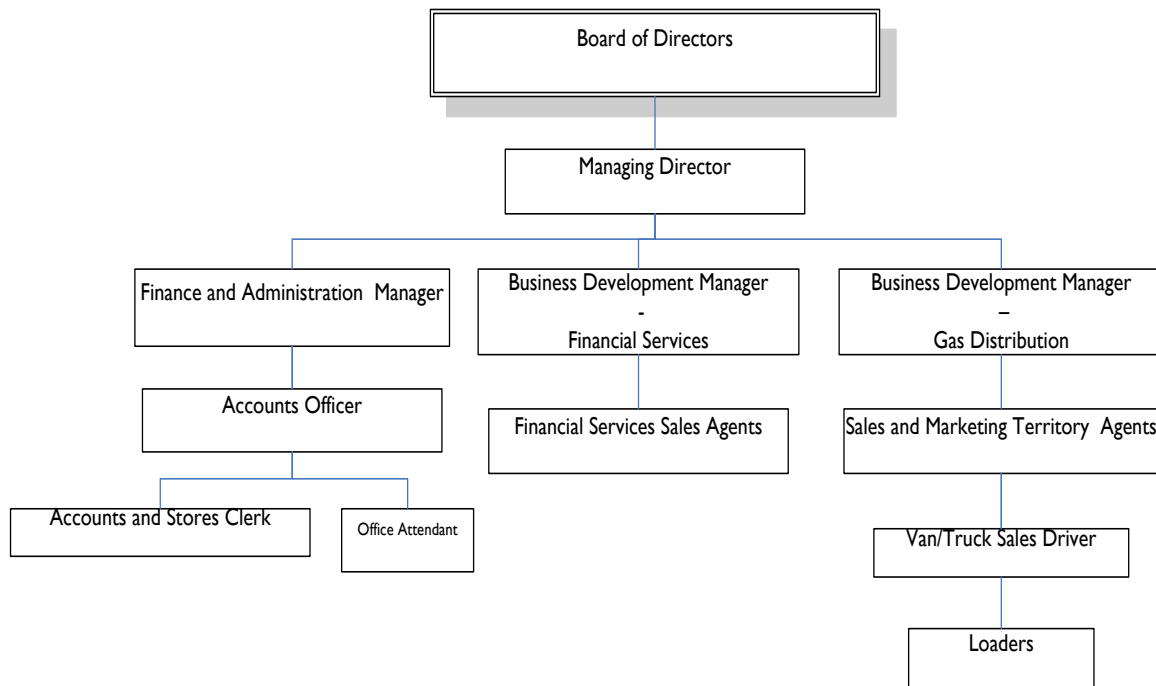 Board of Directors
Managing Director
Finance and Administration Manager
Business Development Manager
-
Financial Services
Business Development Manager
–
Gas Distribution
Accounts Officer
Financial Services Sales Agents
Sales and Marketing Territory Agents
Accounts and Stores Clerk
Office Attendant
Van/Truck Sales Driver
Loaders